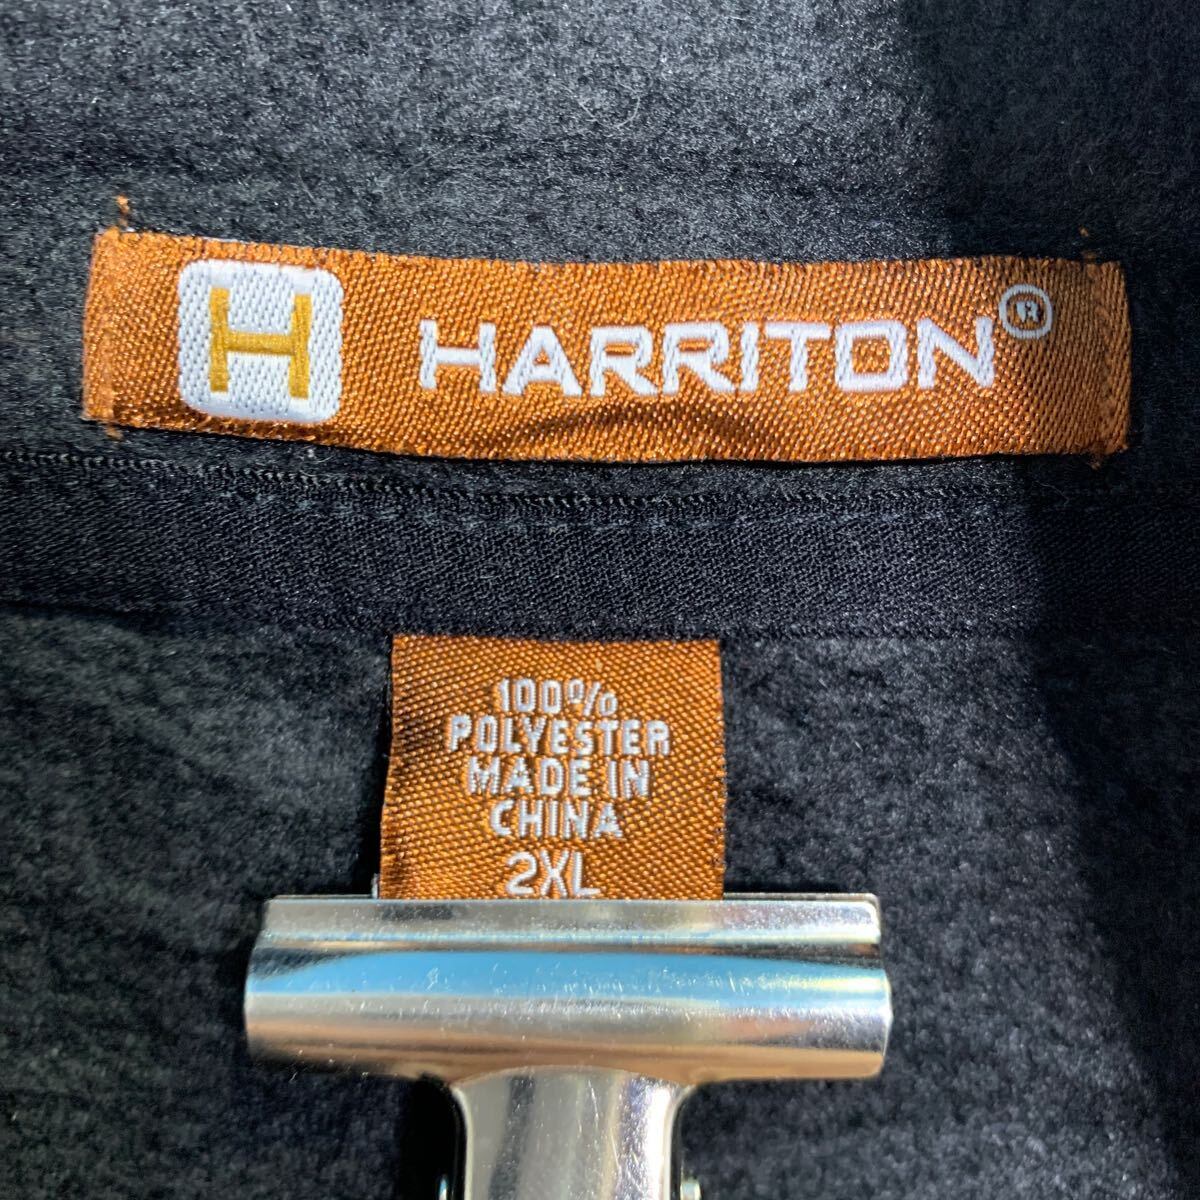 H HARRITON®
100%
POLYESTER
MADE IN
CHINA
2XL